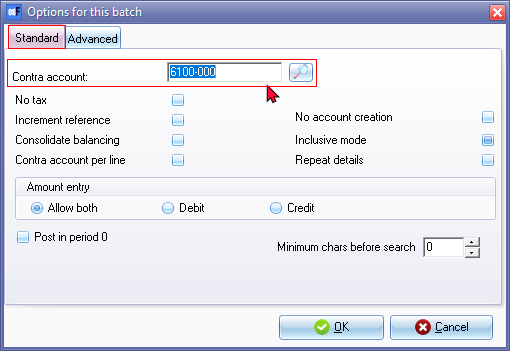 Options for this batch
Standard Advanced
Contra account: 6100-000
No tax
Increment reference No account creation
Consolidate balancing Inclusive mode
Contra account per line Repeat details
Amount entry
Allow both Debit Credit
Post in period 0
Minimum chars before search 0
OK Cancel